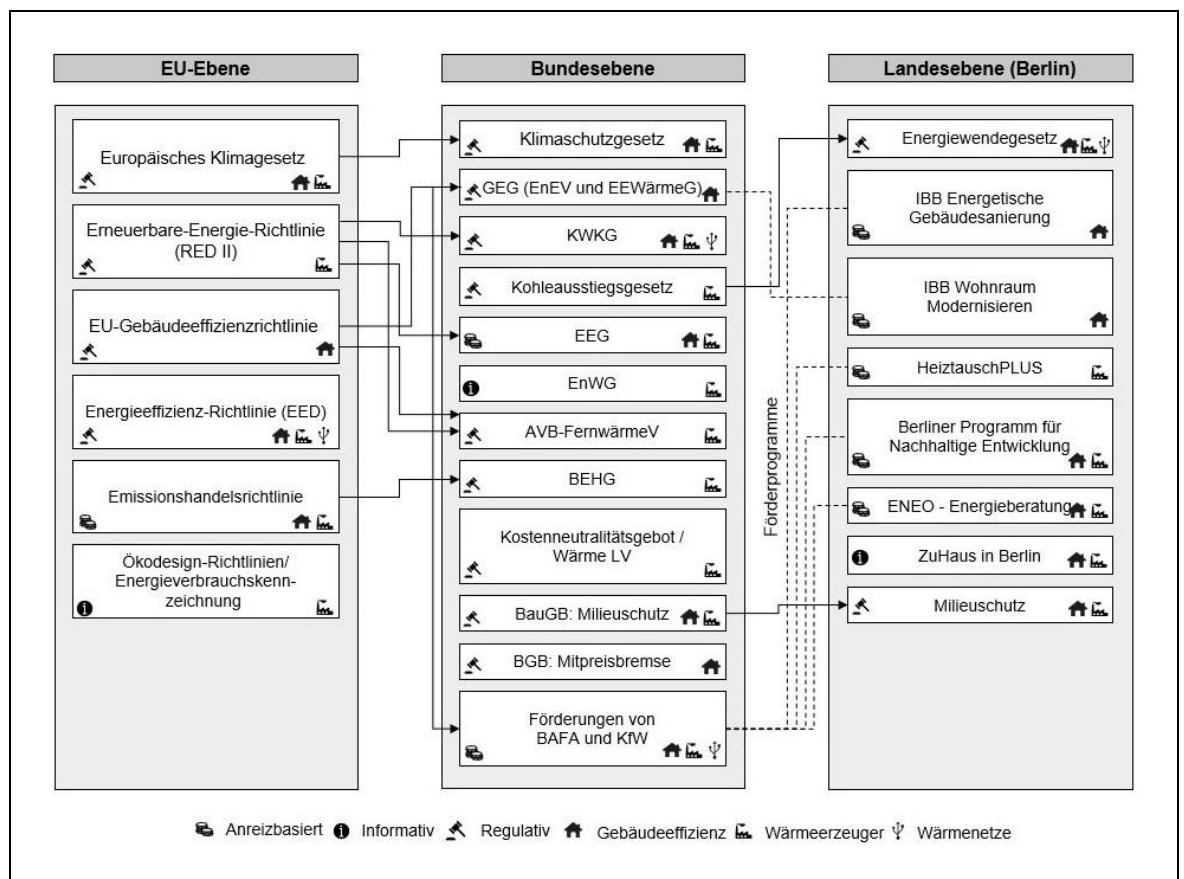 EU-Ebene
Europäisches Klimagesetz
Erneuerbare-Energie-Richtlinie
(RED II)
EU-Gebäudeeffizienzrichtlinie
Energieeffizienz-Richtlinie (EED)
Emissionshandelsrichtlinie
Ökodesign-Richtlinien/
Energieverbrauchskenn-
zeichnung
Bundesebene
Klimaschutzgesetz
GEG (EnEV und EEWärmeG)
KWKG
Kohleausstiegsgesetz
EEG
EnWG
AVB-FernwärmeV
BEHG
Kostenneutralitätsgebot /
Wärme LV
BauGB: Milieuschutz
BGB: Mitpreisbremse
Förderungen von
BAFA und KfW
Förderprogramme
Landesebene (Berlin)
Energiewendegesetz
IBB Energetische
Gebäudesanierung
IBB Wohnraum
Modernisieren
HeiztauschPLUS
Berliner Programm für
Nachhaltige Entwicklung
ENEO - Energieberatung
ZuHaus in Berlin
Milieuschutz
Anreizbasiert Informativ Regulativ Gebäudeeffizienz Wärmeerzeuger Wärmenetze